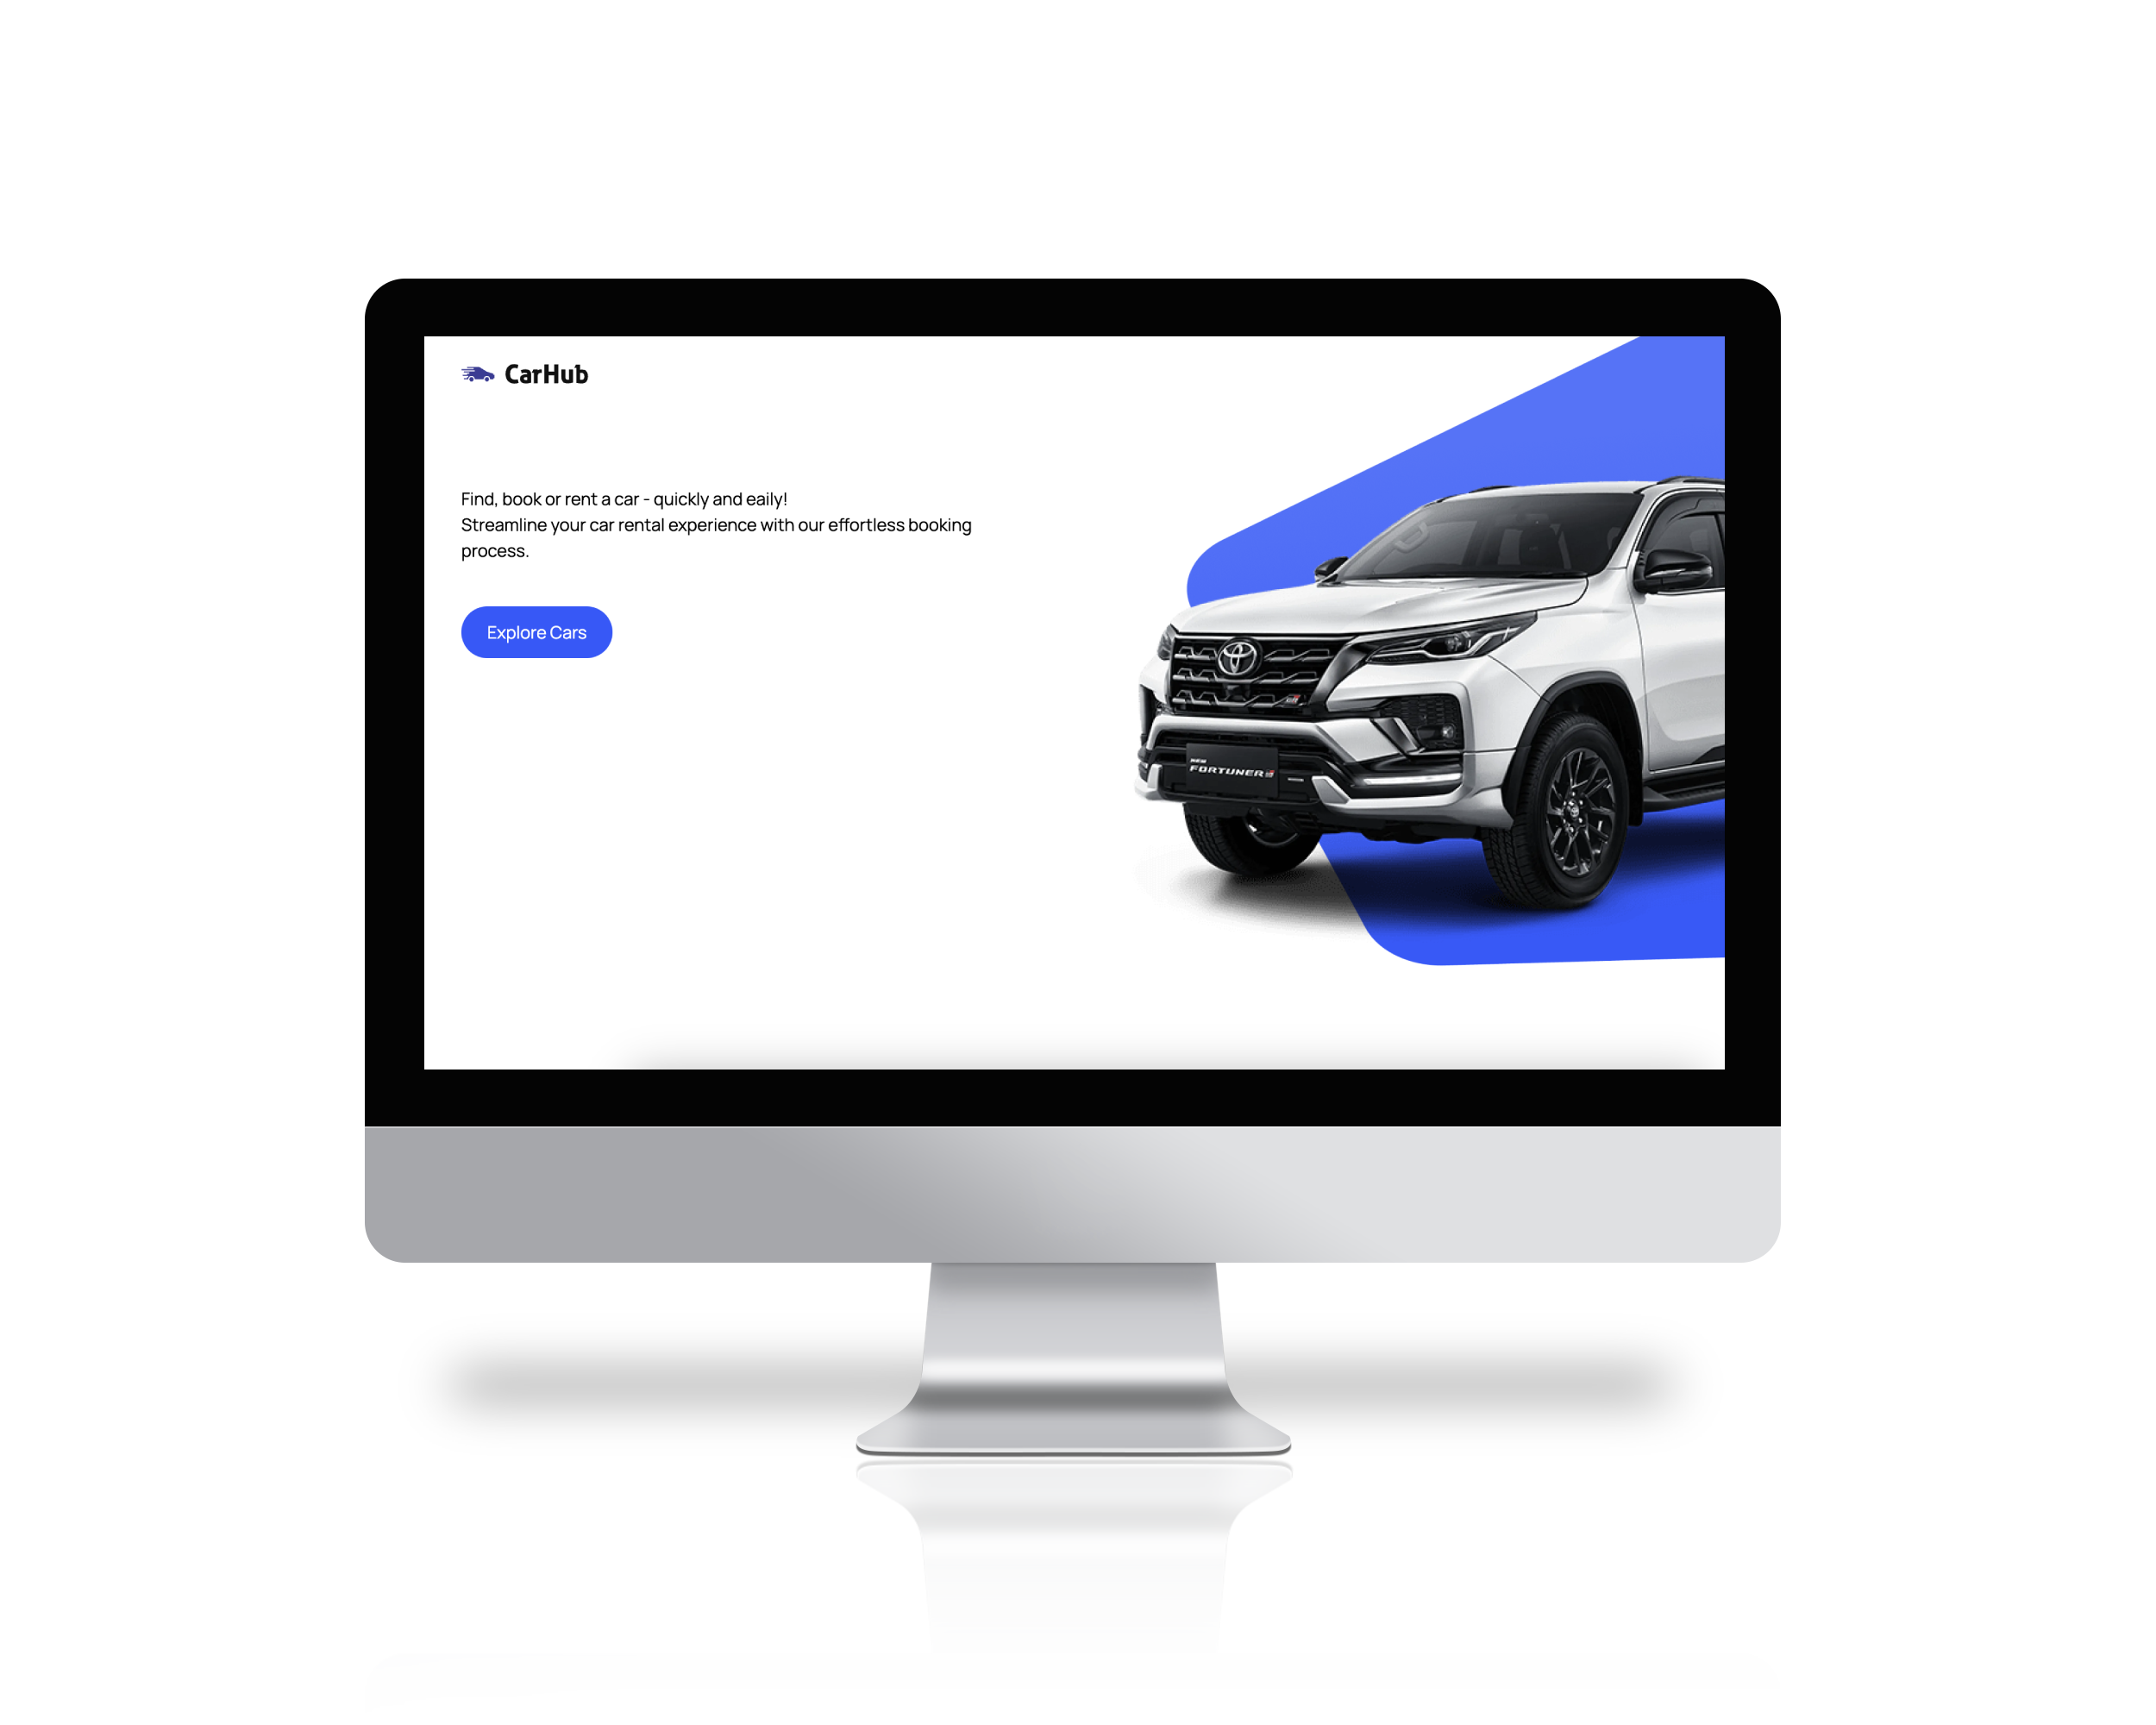 CarHub
Find, book or rent a car - quickly and eaily!
Streamline your car rental experience with our effortless booking
process.
Explore Cars
NEW
FORTUNER